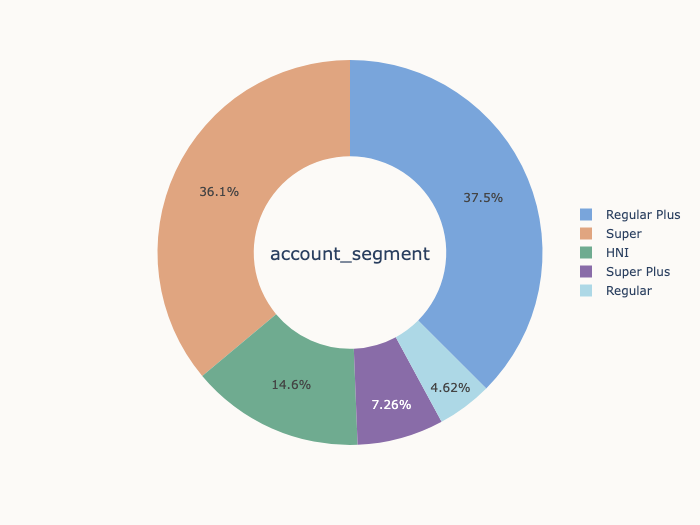 36.1%
37.5%
account_segment
14.6%
7.26%
4.62%
Regular Plus
Super
HNI
Super Plus
Regular